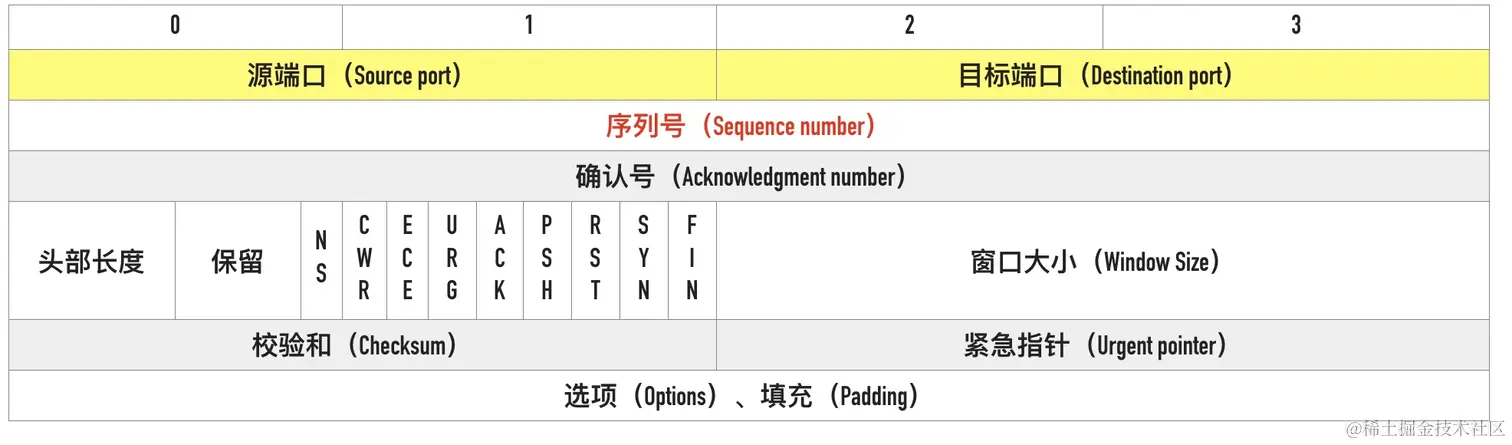 0 1 2 3
源端口（Source port） 目标端口（Destination port）
序列号（Sequence number）
确认号（Acknowledgment number）
头部长度 保留 NS CWR ECE URG ACK PSH RST SYN FIN 窗口大小（Window Size）
校验和（Checksum） 紧急指针（Urgent pointer）
选项（Options）、填充（Padding）
@稀土掘金技术社区